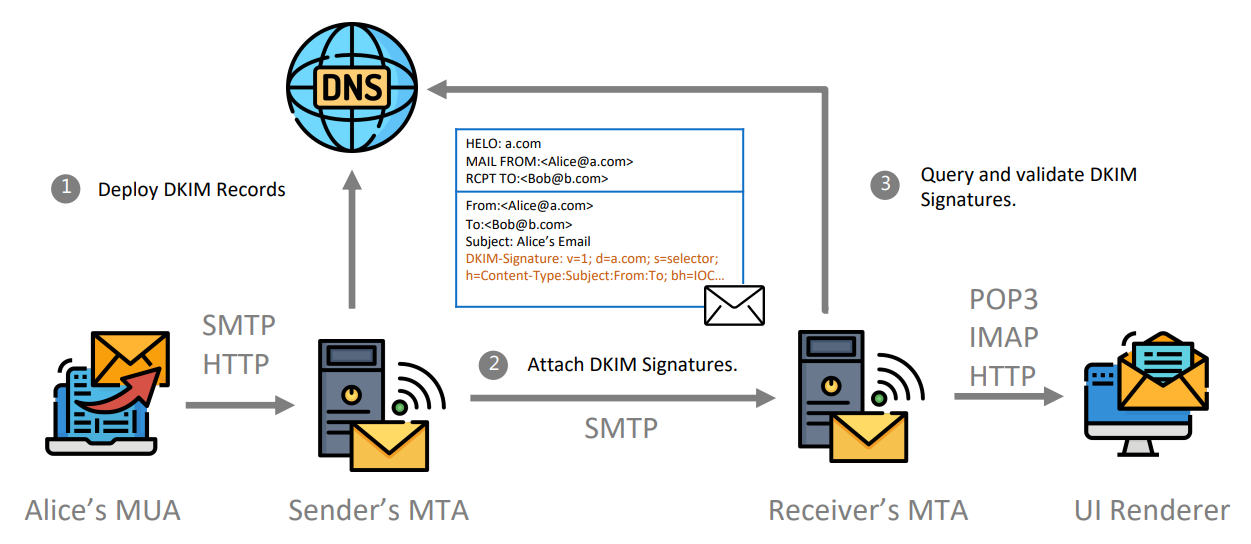 DNS
1
Deploy DKIM Records
HELO: a.com
MAIL FROM:<Alice@a.com>
RCPT TO:<Bob@b.com>
From:<Alice@a.com>
To:<Bob@b.com>
Subject: Alice’s Email
DKIM-Signature: v=1; d=a.com; s=selector;
h=Content-Type:Subject:From:To; bh=IOC...
3
Query and validate DKIM
Signatures.
SMTP
HTTP
2
Attach DKIM Signatures.
SMTP
POP3
IMAP
HTTP
Alice’s MUA
Sender’s MTA
Receiver’s MTA
UI Renderer